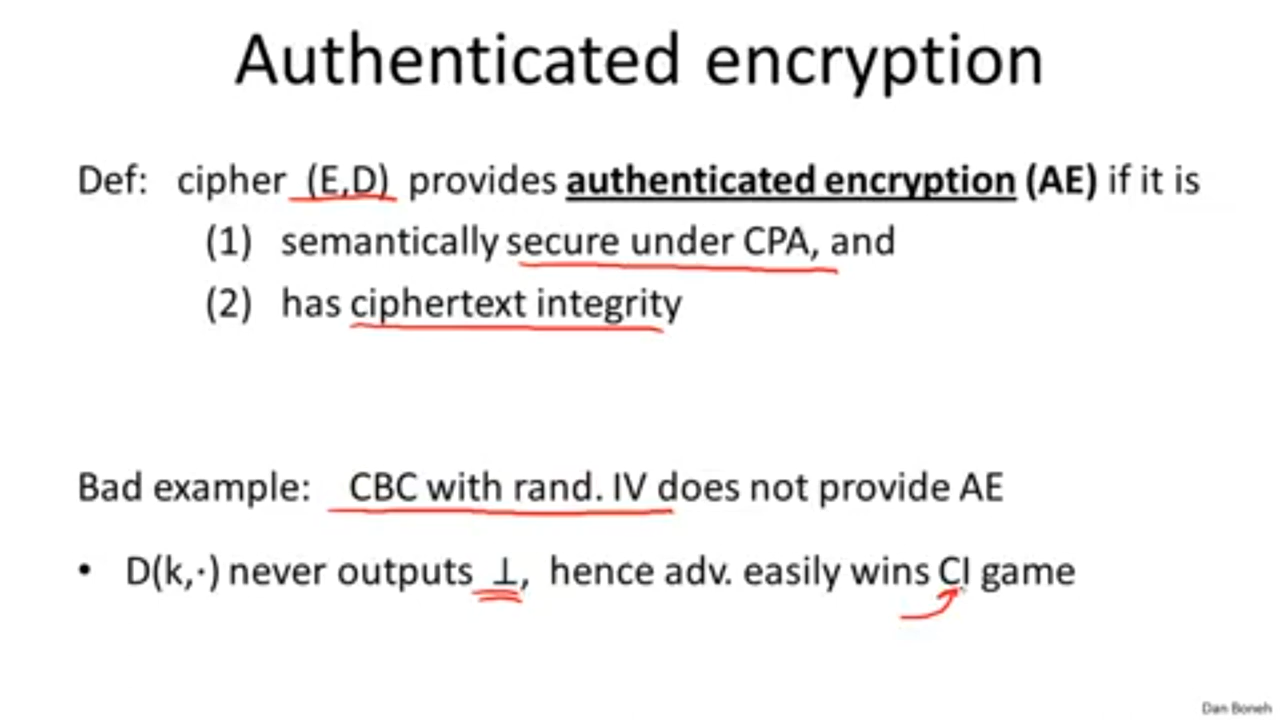 Authenticated encryption
Def: cipher (E,D) provides authenticated encryption (AE) if it is
(1) semantically secure under CPA, and
(2) has ciphertext integrity
Bad example: CBC with rand. IV does not provide AE
• D(k,·) never outputs ⊥, hence adv. easily wins CI game
Dan Boneh